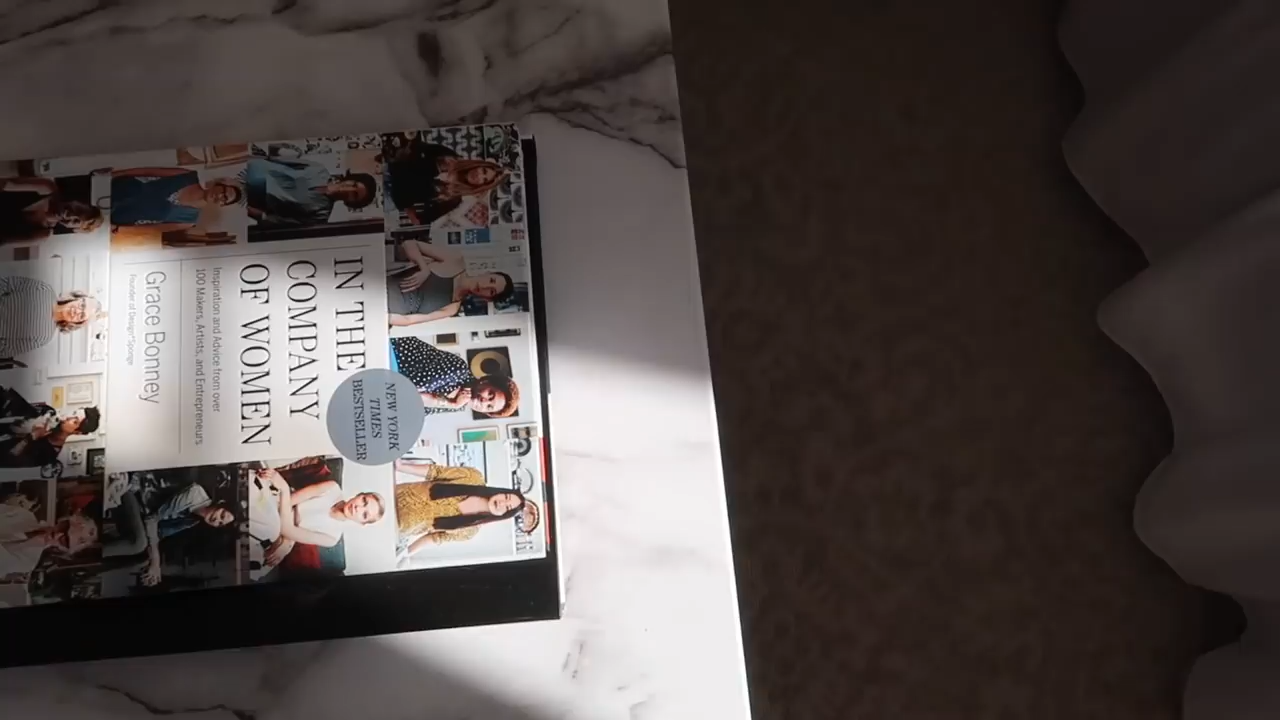 IN THE
COMPANY
OF WOMEN
Inspiration and Advice from over
100 Makers, Artists, and Entrepreneurs
Grace Bonney
Founder of Design*Sponge
NEW YORK
TIMES
BESTSELLER